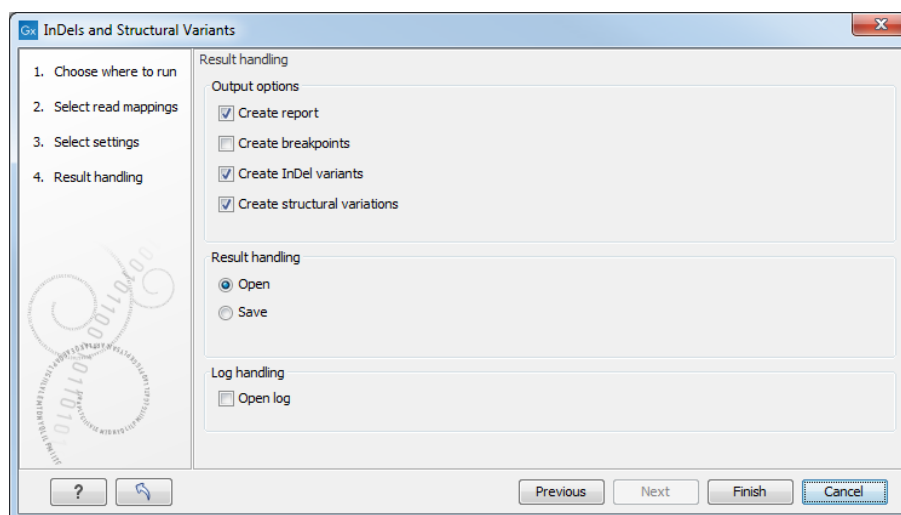 Gx InDels and Structural Variants
1. Choose where to run
2. Select read mappings
3. Select settings
4. Result handling
Result handling
Output options
Create report
Create breakpoints
Create InDel variants
Create structural variations
Result handling
Open
Save
Log handling
Open log
?
Previous
Next
Finish
Cancel